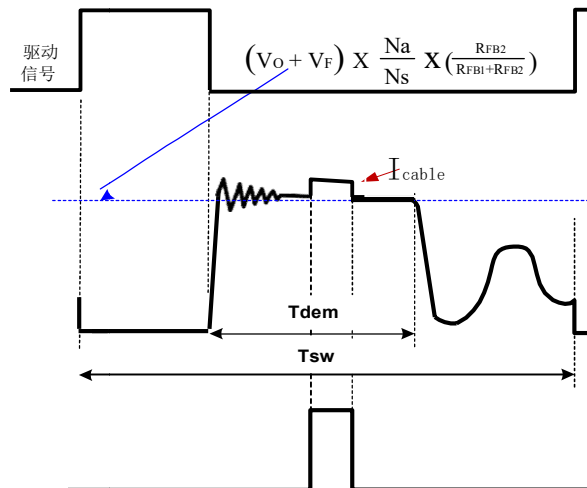 驱动
信号
(VO + VF) X Na/Ns X (RFB2/RFB1+RFB2)
Icable
Tdem
Tsw